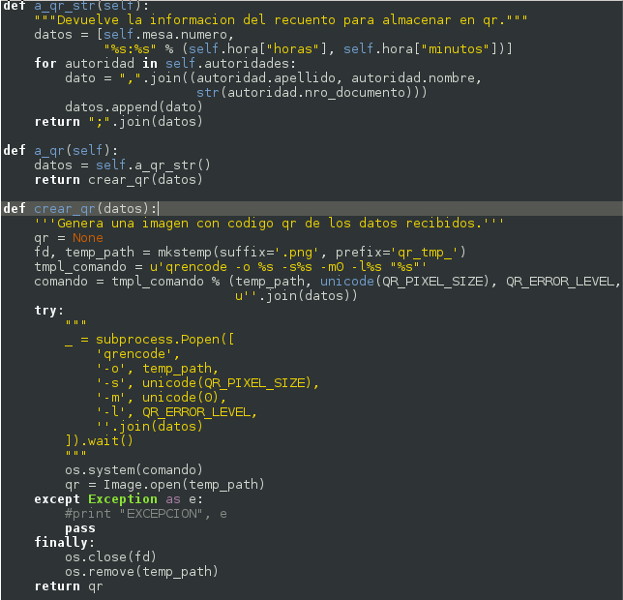 def a_qr_str(self):
    """Devuelve la informacion del recuento para almacenar en qr."""
    datos = [self.mesa.numero,
             "%s:%s" % (self.hora["horas"], self.hora["minutos"])]
    for autoridad in self.autoridades:
        dato = ",".join((autoridad.apellido, autoridad.nombre,
                         str(autoridad.nro_documento)))
        datos.append(dato)
    return ";".join(datos)

def a_qr(self):
    datos = self.a_qr_str()
    return crear_qr(datos)

def crear_qr(datos):
    '''Genera una imagen con codigo qr de los datos recibidos.'''
    qr = None
    fd, temp_path = mkstemp(suffix='.png', prefix='qr_tmp_')
    tmpl_comando = u'qrencode -o %s -s%s -m0 -l%s "%s"'
    comando = tmpl_comando % (temp_path, unicode(QR_PIXEL_SIZE), QR_ERROR_LEVEL,
                              u''.join(datos))
    try:
        """
        _ = subprocess.Popen([
            'qrencode',
            '-o', temp_path,
            '-s', unicode(QR_PIXEL_SIZE),
            '-m', unicode(0),
            '-l', QR_ERROR_LEVEL,
            ''.join(datos)
        ]).wait()
        """
        os.system(comando)
        qr = Image.open(temp_path)
    except Exception as e:
        #print "EXCEPCION", e
        pass
    finally:
        os.close(fd)
        os.remove(temp_path)
    return qr